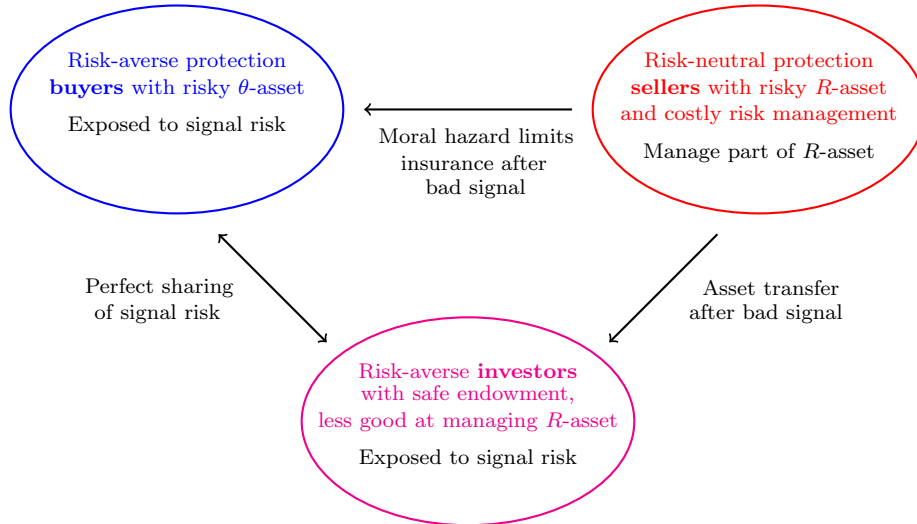 Risk-averse protection
buyers with risky θ-asset
Exposed to signal risk
Risk-neutral protection
sellers with risky R-asset
and costly risk management
Manage part of R-asset
Moral hazard limits
insurance after
bad signal
Perfect sharing
of signal risk
Asset transfer
after bad signal
Risk-averse investors
with safe endowment,
less good at managing R-asset
Exposed to signal risk